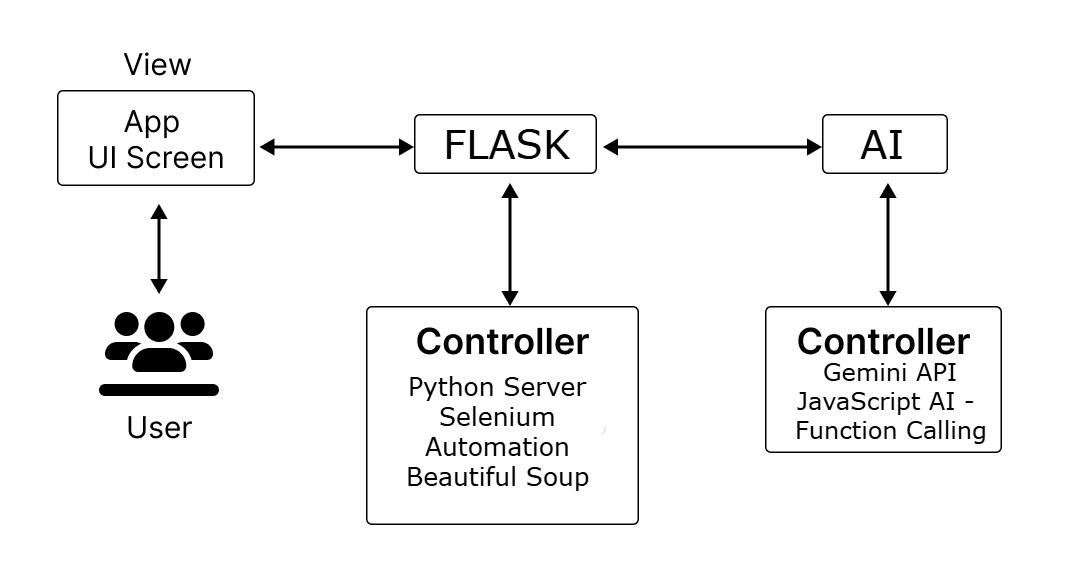 View
App
UI Screen
FLASK
AI
User
Controller
Python Server
Selenium
Automation
Beautiful Soup
Controller
Gemini API
JavaScript AI -
Function Calling